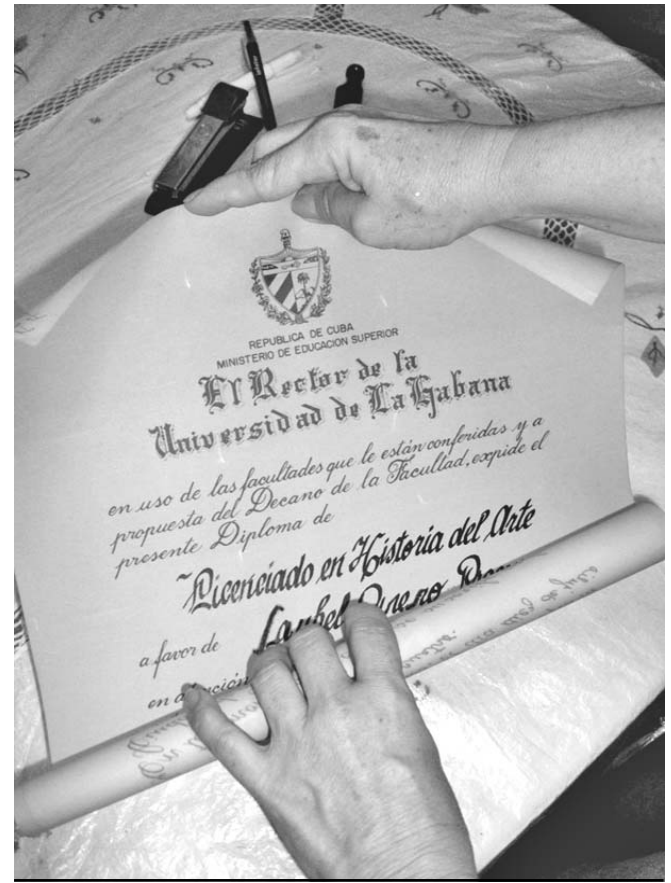 REPUBLICA DE CUBA
MINISTERIO DE EDUCACION SUPERIOR
El Rector de la
Universidad de La Habana
en uso de las facultades que le están conferidas y a
propuesta del Decano de la Facultad, expide el
presente Diploma de
Licenciado en Historia del Arte
a favor de
en